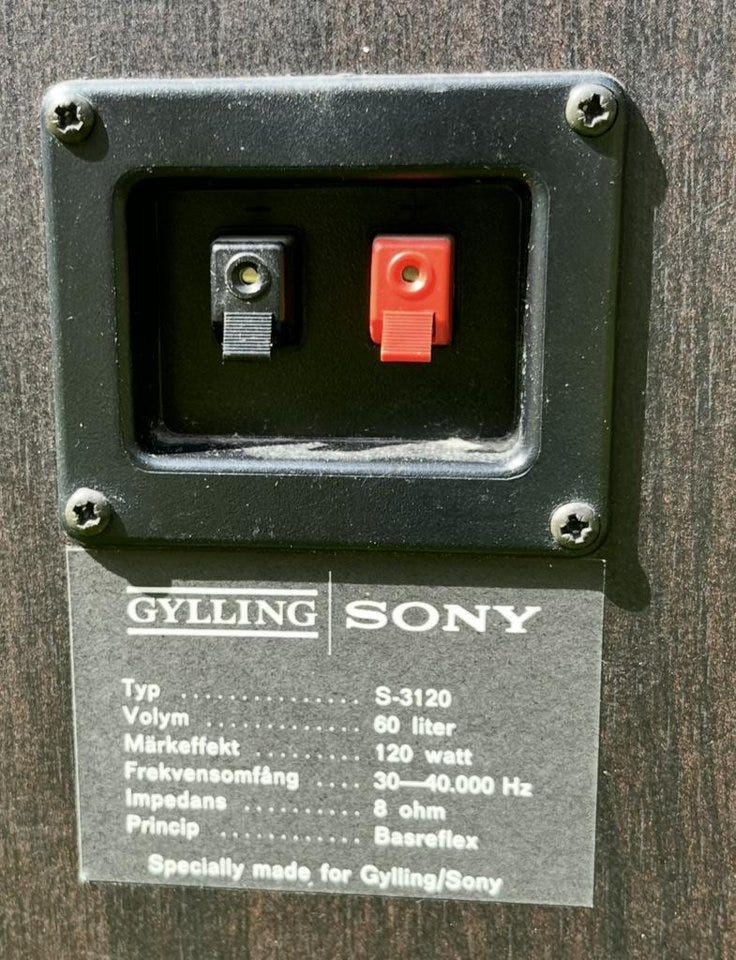 GYLLING | SONY
Typ .................. S-3120
Volym ............... 60 liter
Märkeffekt .......... 120 watt
Frekvensomfång .... 30—40.000 Hz
Impedans ........... 8 ohm
Princip ............. Basreflex
Specially made for Gylling/Sony